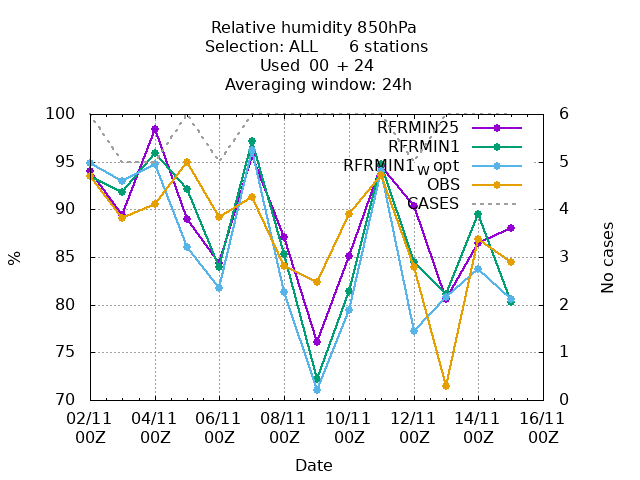 Relative humidity 850hPa
Selection: ALL 6 stations
Used 00 + 24
Averaging window: 24h
RFRMIN25
RFRMIN1
RFRMIN1w opt
OBS
CASES
100
95
90
85
80
75
70
%
6
5
4
3
2
1
0
No cases
02/11 00Z
04/11 00Z
06/11 00Z
08/11 00Z
10/11 00Z
12/11 00Z
14/11 00Z
16/11 00Z
Date